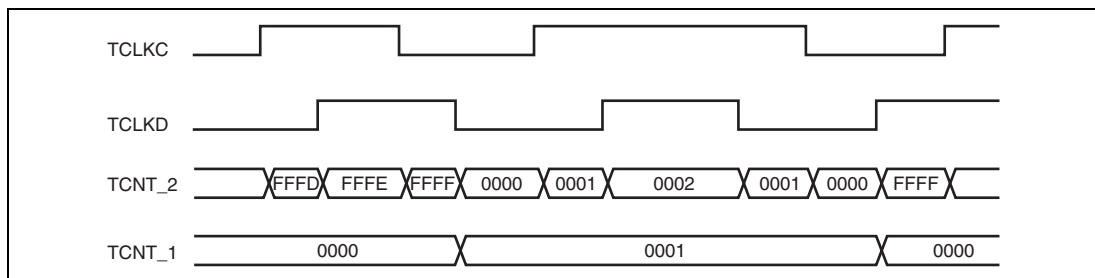 TCLKC
TCLKD
TCNT_2 FFFD FFFE FFFF 0000 0001 0002 0001 0000 FFFF
TCNT_1 0000 0001 0000